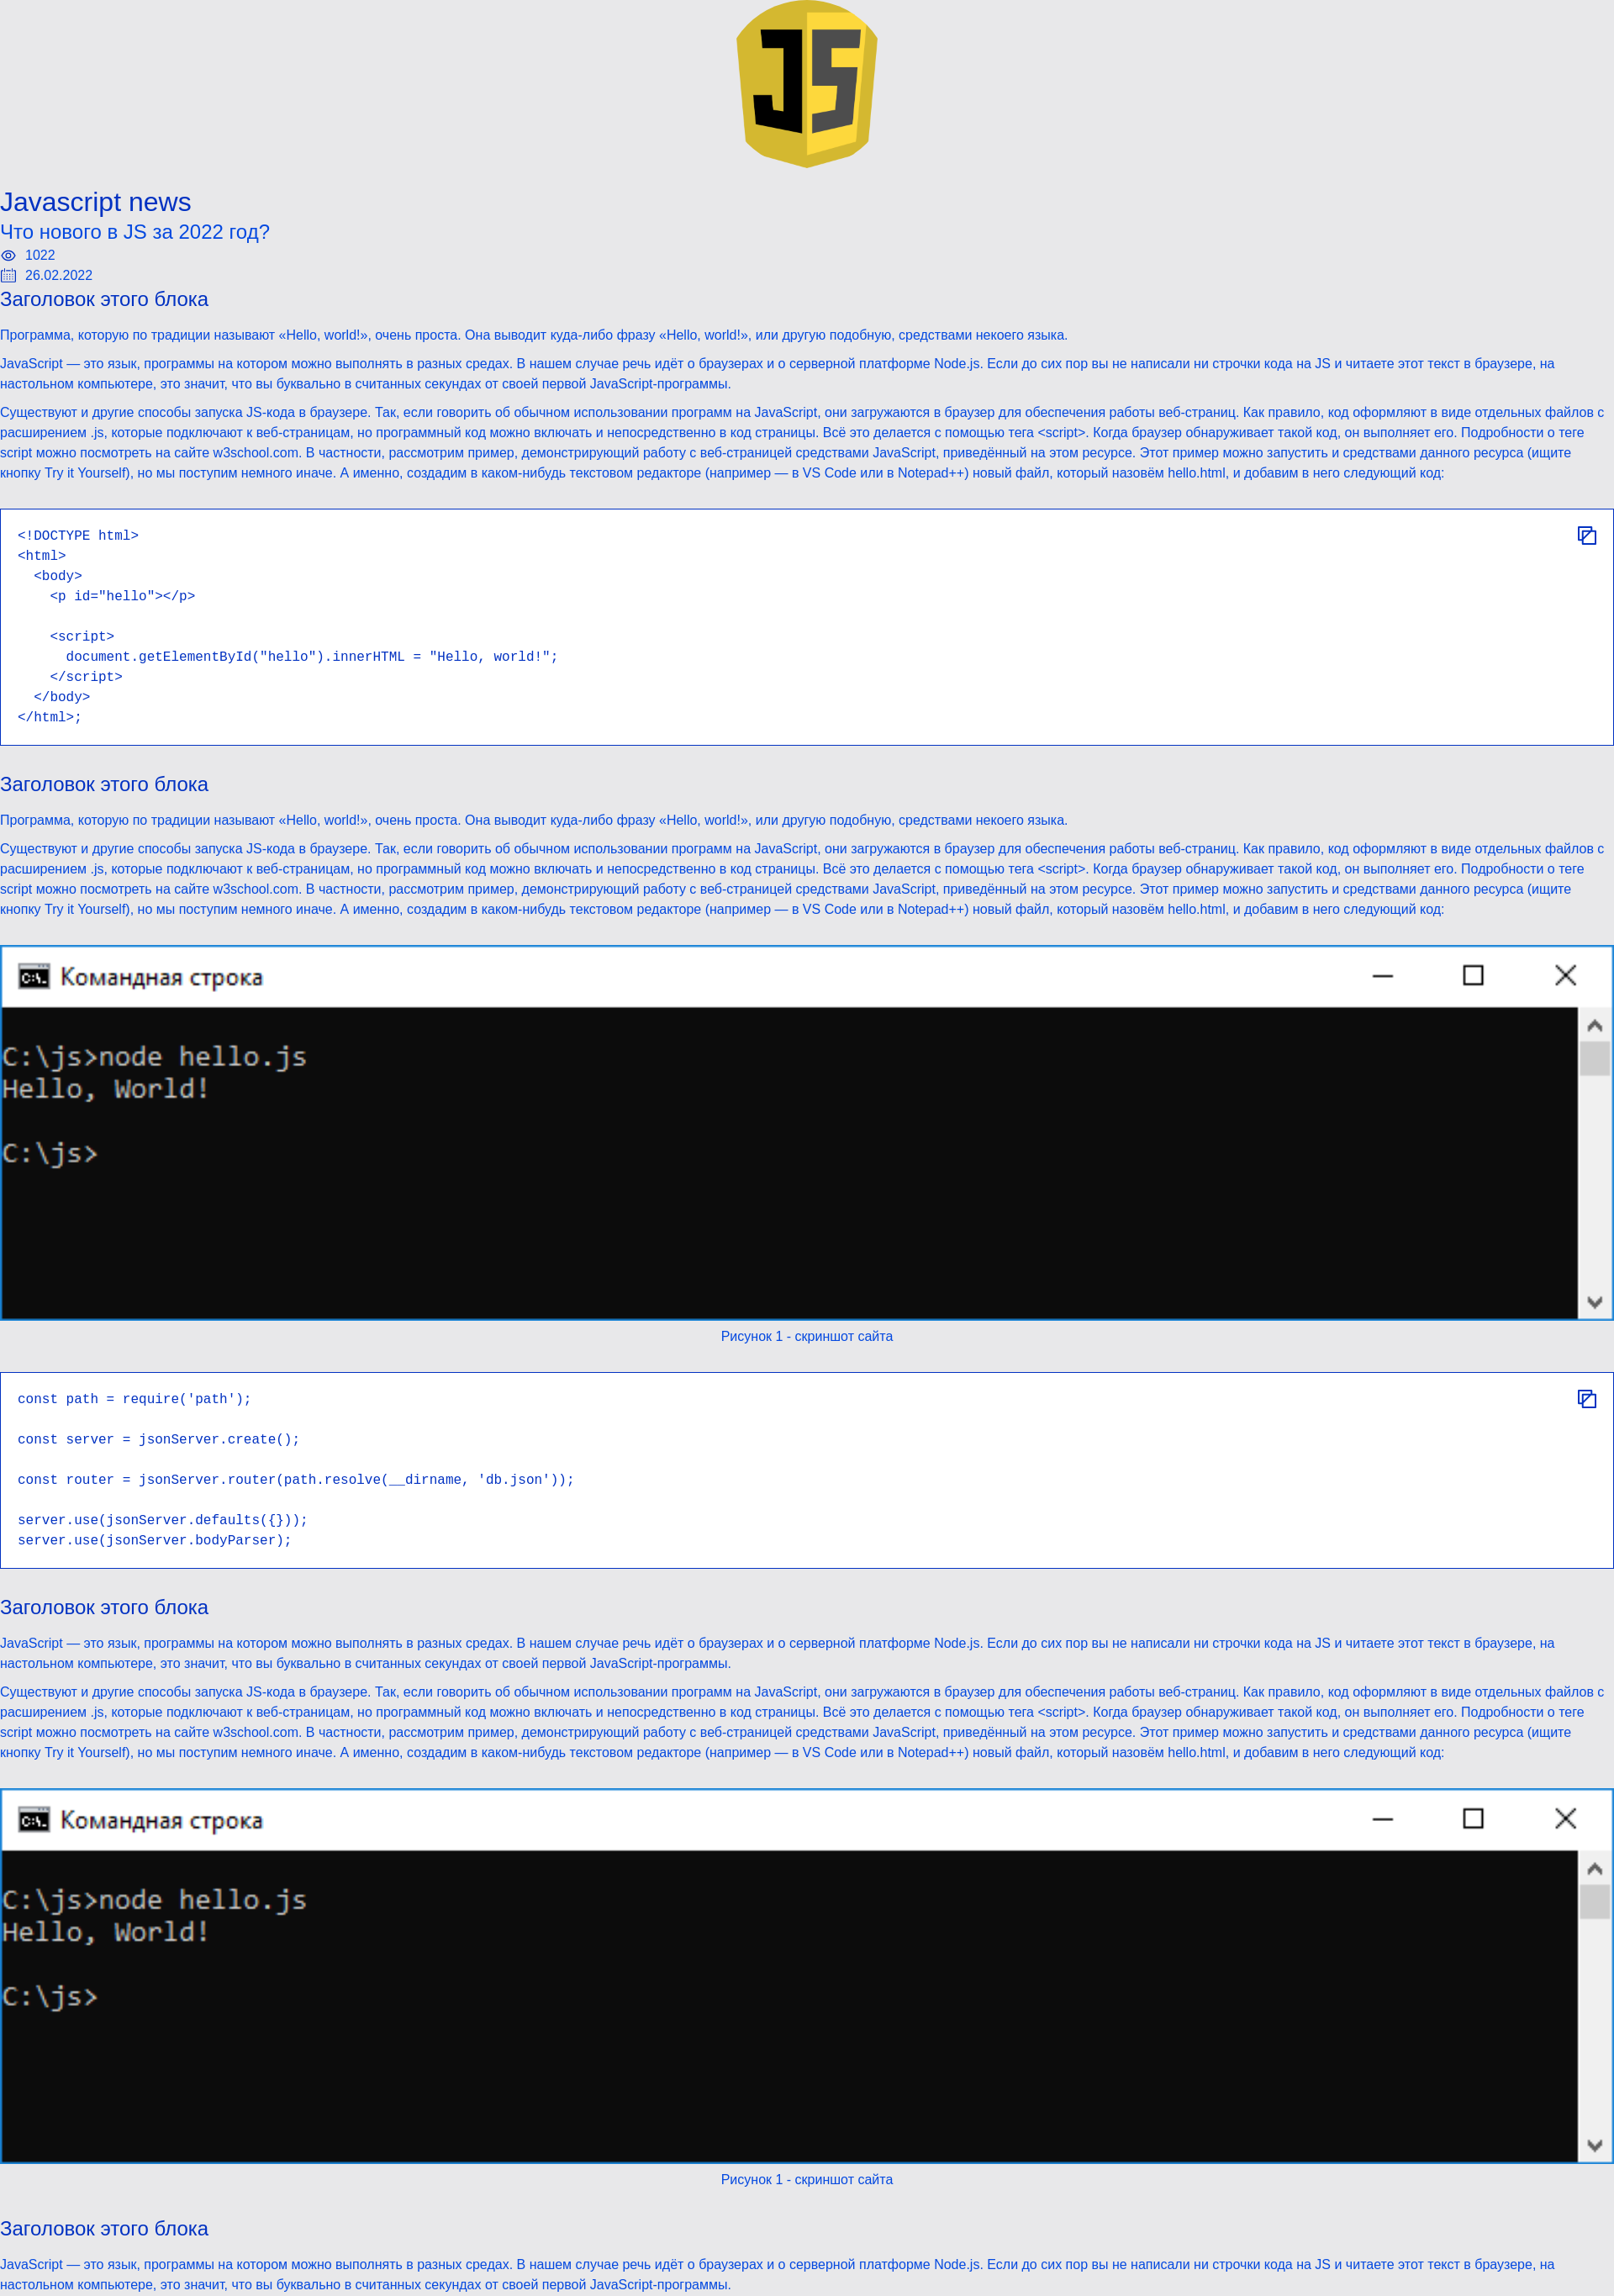 JS
Javascript news
Что нового в JS за 2022 год?
1022
26.02.2022
Заголовок этого блока
Программа, которую по традиции называют «Hello, world!», очень проста. Она выводит куда-либо фразу «Hello, world!», или другую подобную, средствами некоего языка.
JavaScript — это язык, программы на котором можно выполнять в разных средах. В нашем случае речь идёт о браузерах и о серверной платформе Node.js. Если до сих пор вы не написали ни строчки кода на JS и читаете этот текст в браузере, на
настольном компьютере, это значит, что вы буквально в считанных секундах от своей первой JavaScript-программы.
Существуют и другие способы запуска JS-кода в браузере. Так, если говорить об обычном использовании программ на JavaScript, они загружаются в браузер для обеспечения работы веб-страниц. Как правило, код оформляют в виде отдельных файлов с
расширением .js, которые подключают к веб-страницам, но программный код можно включать и непосредственно в код страницы. Всё это делается с помощью тега <script>. Когда браузер обнаруживает такой код, он выполняет его. Подробности о теге
script можно посмотреть на сайте w3school.com. В частности, рассмотрим пример, демонстрирующий работу с веб-страницей средствами JavaScript, приведённый на этом ресурсе. Этот пример можно запустить и средствами данного ресурса (ищите
кнопку Try it Yourself), но мы поступим немного иначе. А именно, создадим в каком-нибудь текстовом редакторе (например — в VS Code или в Notepad++) новый файл, который назовём hello.html, и добавим в него следующий код:
<!DOCTYPE html>
<html>
  <body>
    <p id="hello"></p>
    <script>
      document.getElementById("hello").innerHTML = "Hello, world!";
    </script>
  </body>
</html>;
Заголовок этого блока
Программа, которую по традиции называют «Hello, world!», очень проста. Она выводит куда-либо фразу «Hello, world!», или другую подобную, средствами некоего языка.
Существуют и другие способы запуска JS-кода в браузере. Так, если говорить об обычном использовании программ на JavaScript, они загружаются в браузер для обеспечения работы веб-страниц. Как правило, код оформляют в виде отдельных файлов с
расширением .js, которые подключают к веб-страницам, но программный код можно включать и непосредственно в код страницы. Всё это делается с помощью тега <script>. Когда браузер обнаруживает такой код, он выполняет его. Подробности о теге
script можно посмотреть на сайте w3school.com. В частности, рассмотрим пример, демонстрирующий работу с веб-страницей средствами JavaScript, приведённый на этом ресурсе. Этот пример можно запустить и средствами данного ресурса (ищите
кнопку Try it Yourself), но мы поступим немного иначе. А именно, создадим в каком-нибудь текстовом редакторе (например — в VS Code или в Notepad++) новый файл, который назовём hello.html, и добавим в него следующий код:
C:\. Командная строка
C:\js>node hello.js
Hello, World!
C:\js>
Рисунок 1 - скриншот сайта
const path = require('path');
const server = jsonServer.create();
const router = jsonServer.router(path.resolve(__dirname, 'db.json'));
server.use(jsonServer.defaults({}));
server.use(jsonServer.bodyParser);
Заголовок этого блока
JavaScript — это язык, программы на котором можно выполнять в разных средах. В нашем случае речь идёт о браузерах и о серверной платформе Node.js. Если до сих пор вы не написали ни строчки кода на JS и читаете этот текст в браузере, на
настольном компьютере, это значит, что вы буквально в считанных секундах от своей первой JavaScript-программы.
Существуют и другие способы запуска JS-кода в браузере. Так, если говорить об обычном использовании программ на JavaScript, они загружаются в браузер для обеспечения работы веб-страниц. Как правило, код оформляют в виде отдельных файлов с
расширением .js, которые подключают к веб-страницам, но программный код можно включать и непосредственно в код страницы. Всё это делается с помощью тега <script>. Когда браузер обнаруживает такой код, он выполняет его. Подробности о теге
script можно посмотреть на сайте w3school.com. В частности, рассмотрим пример, демонстрирующий работу с веб-страницей средствами JavaScript, приведённый на этом ресурсе. Этот пример можно запустить и средствами данного ресурса (ищите
кнопку Try it Yourself), но мы поступим немного иначе. А именно, создадим в каком-нибудь текстовом редакторе (например — в VS Code или в Notepad++) новый файл, который назовём hello.html, и добавим в него следующий код:
C:\. Командная строка
C:\js>node hello.js
Hello, World!
C:\js>
Рисунок 1 - скриншот сайта
Заголовок этого блока
JavaScript — это язык, программы на котором можно выполнять в разных средах. В нашем случае речь идёт о браузерах и о серверной платформе Node.js. Если до сих пор вы не написали ни строчки кода на JS и читаете этот текст в браузере, на
настольном компьютере, это значит, что вы буквально в считанных секундах от своей первой JavaScript-программы.